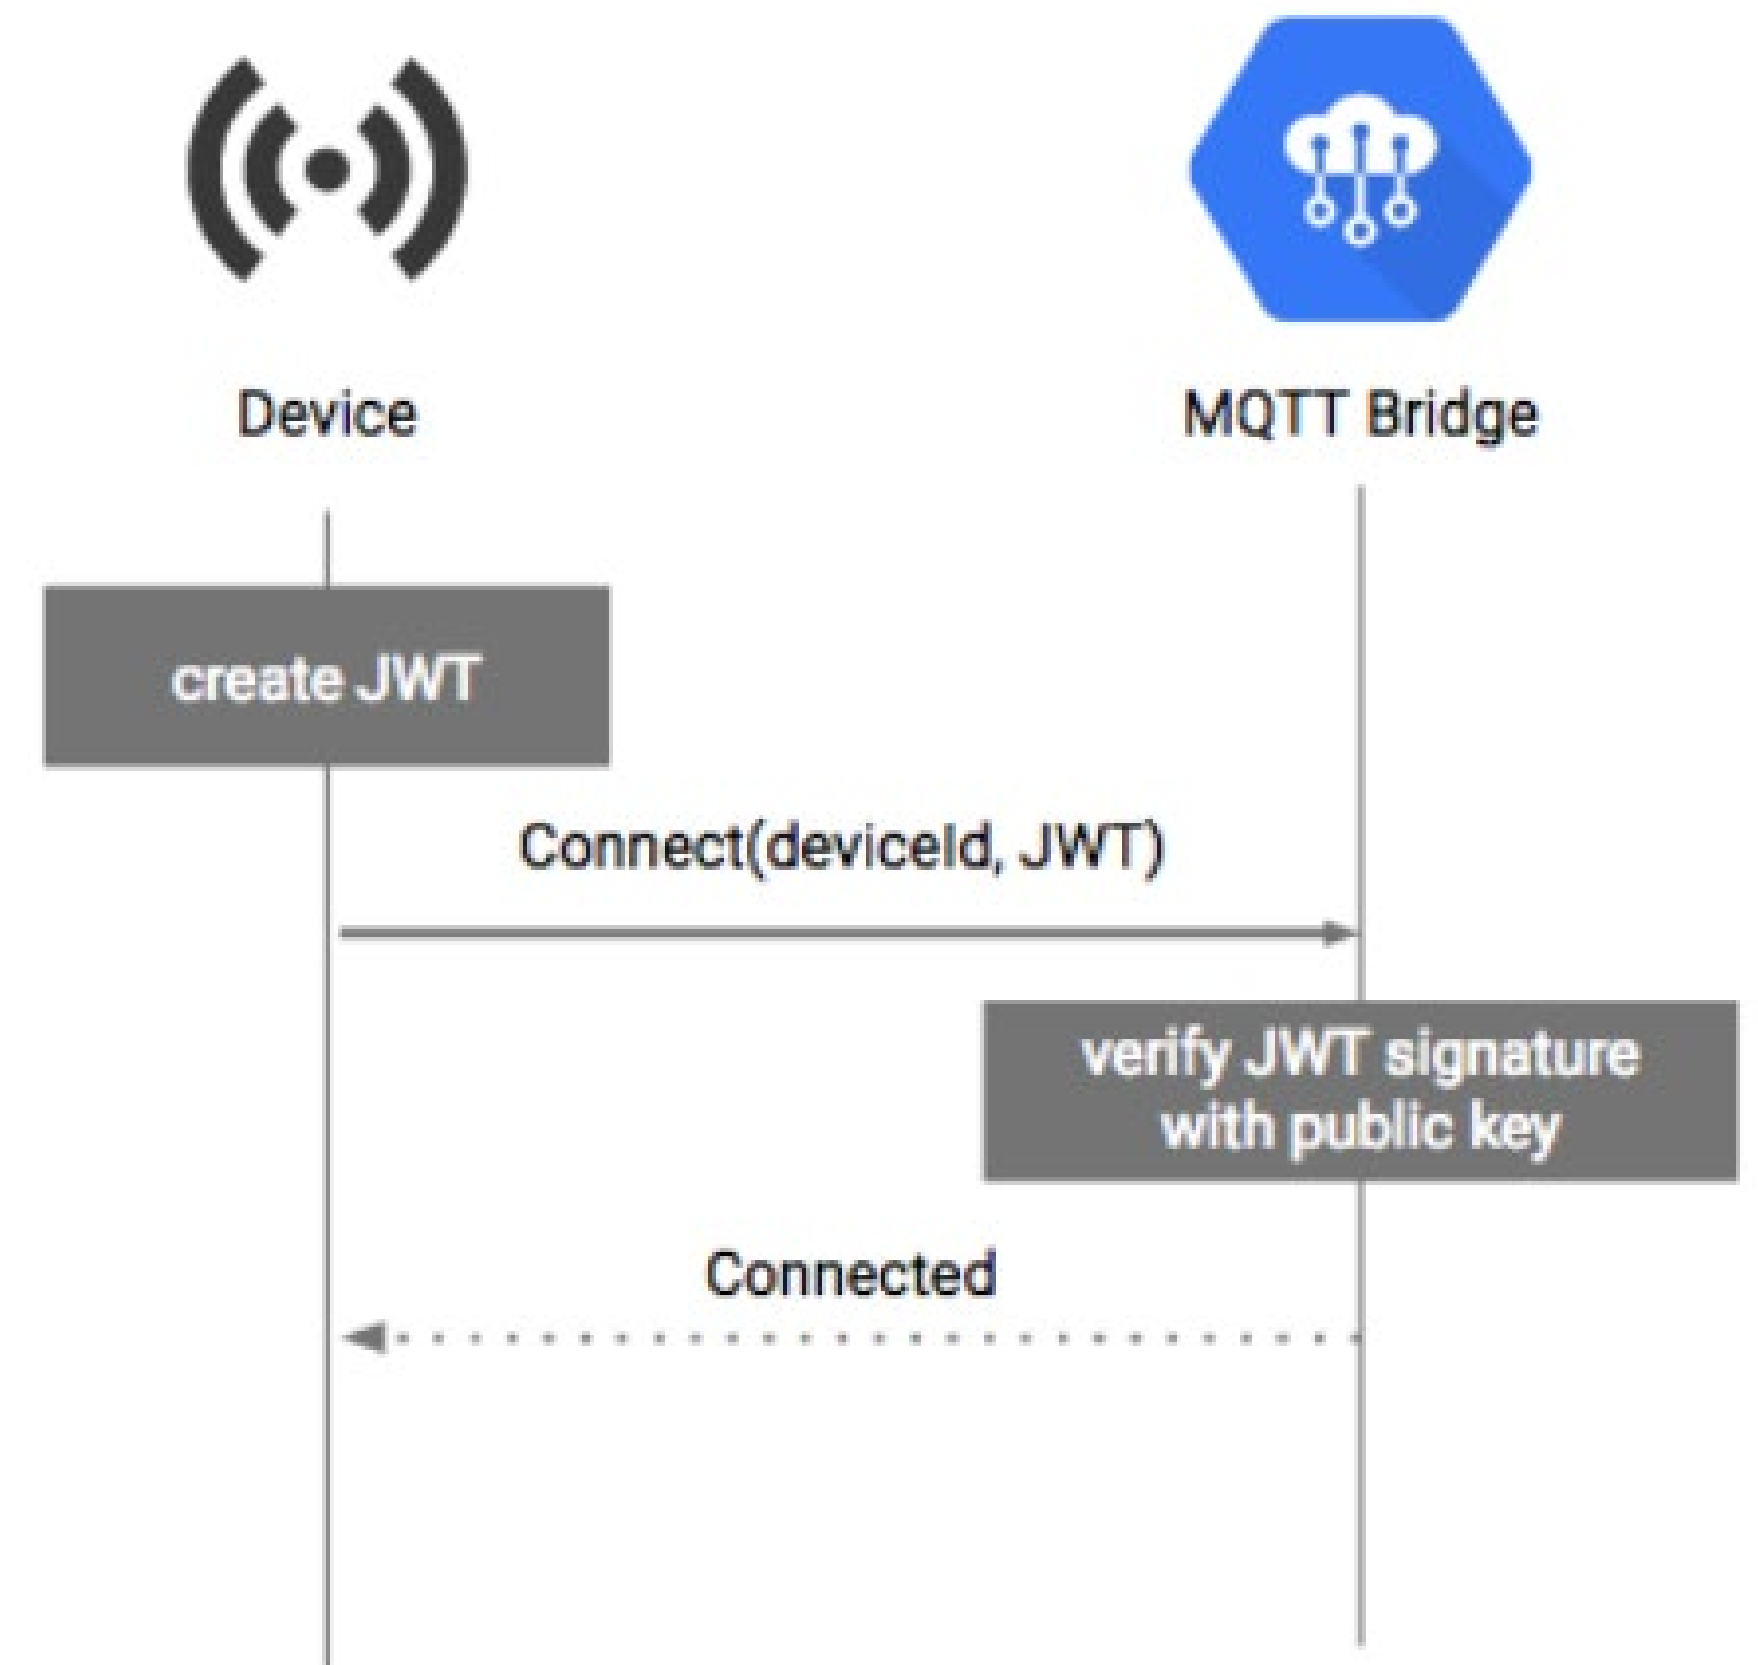 Device
MQTT Bridge
create JWT
Connect(deviceId, JWT)
verify JWT signature
with public key
Connected